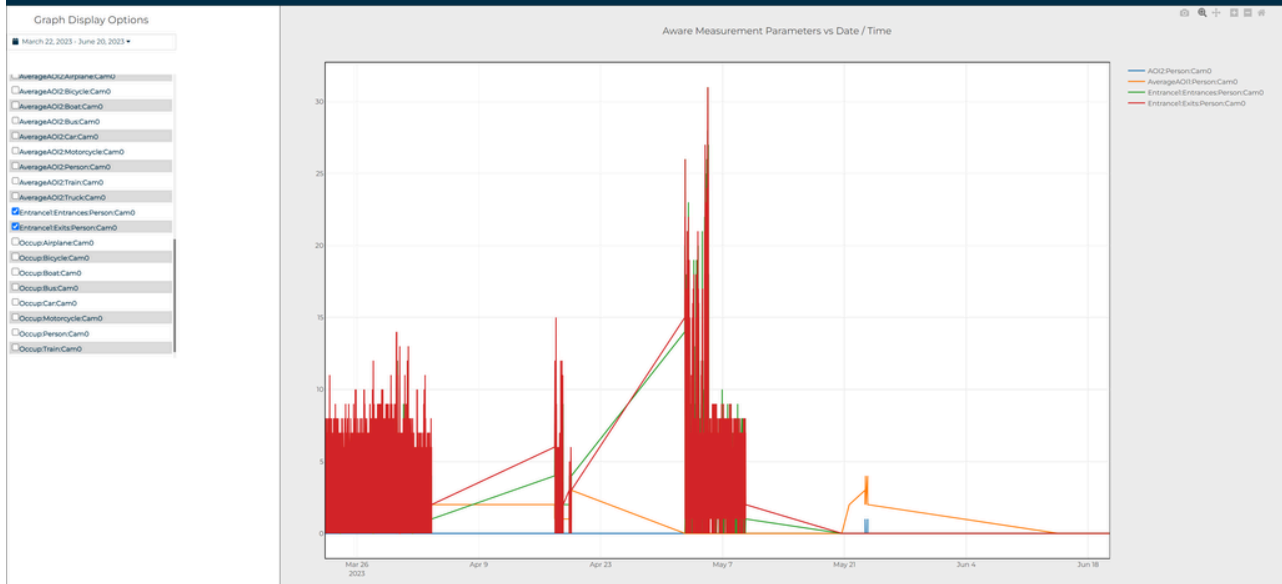 Graph Display Options
March 22, 2023 - June 20, 2023
AverageAOI2:Airplane:Cam0
AverageAOI2:Bicycle:Cam0
AverageAOI2:Boat:Cam0
AverageAOI2:Bus:Cam0
AverageAOI2:Car:Cam0
AverageAOI2:Motorcycle:Cam0
AverageAOI2:Person:Cam0
AverageAOI2:Train:Cam0
AverageAOI2:Truck:Cam0
Entrance1:Entrances:Person:Cam0
Entrance1:Exits:Person:Cam0
Occup:Airplane:Cam0
Occup:Bicycle:Cam0
Occup:Boat:Cam0
Occup:Bus:Cam0
Occup:Car:Cam0
Occup:Motorcycle:Cam0
Occup:Person:Cam0
Occup:Train:Cam0
Aware Measurement Parameters vs Date / Time
AOI2:Person:Cam0
AverageAOI1:Person:Cam0
Entrance1:Entrances:Person:Cam0
Entrance1:Exits:Person:Cam0
30
25
20
15
10
5
0
Mar 26
2023
Apr 9
Apr 23
May 7
May 21
Jun 4
Jun 18